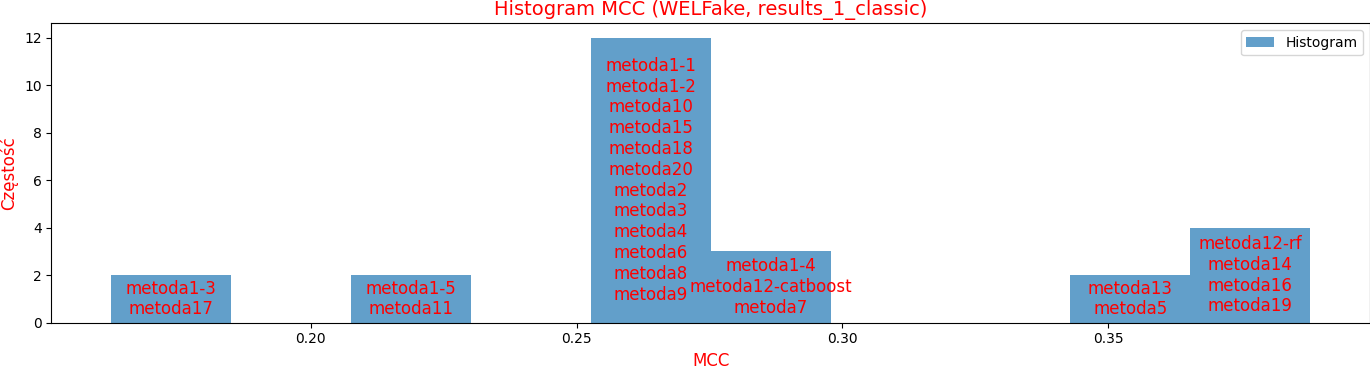 Histogram MCC (WELFake, results_1_classic)
Histogram
Częstość
12
10
8
6
4
2
0
metoda1-3
metoda17
metoda1-5
metoda11
metoda1-1
metoda1-2
metoda10
metoda15
metoda18
metoda20
metoda2
metoda3
metoda4
metoda6
metoda8
metoda9
metoda1-4
metoda12-catboost
metoda7
metoda13
metoda5
metoda12-rf
metoda14
metoda16
metoda19
0.20 0.25 0.30 0.35
MCC